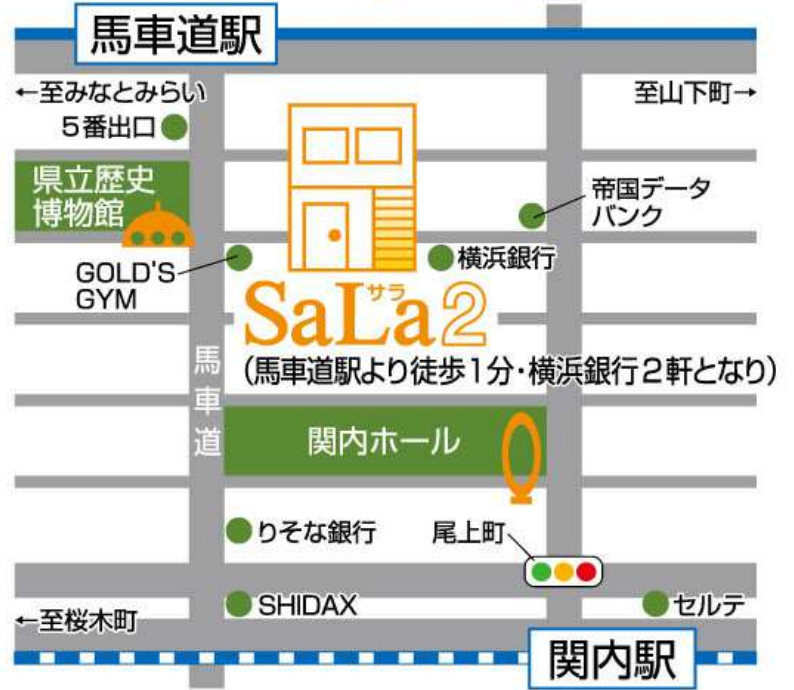 馬車道駅
←至みなとみらい
至山下町→
5番出口
県立歴史
博物館
帝国データ
バンク
GOLD'S
GYM
横浜銀行
サラ
SaLa2
(馬車道駅より徒歩1分・横浜銀行2軒となり)
馬車道
関内ホール
りそな銀行
尾上町
SHIDAX
セルテ
←至桜木町
関内駅